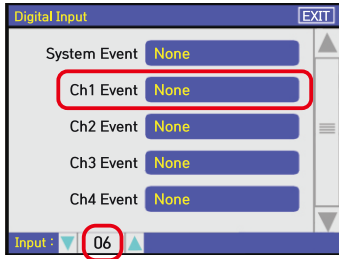 Digital Input EXIT
System Event None
Ch1 Event None
Ch2 Event None
Ch3 Event None
Ch4 Event None
Input : 06